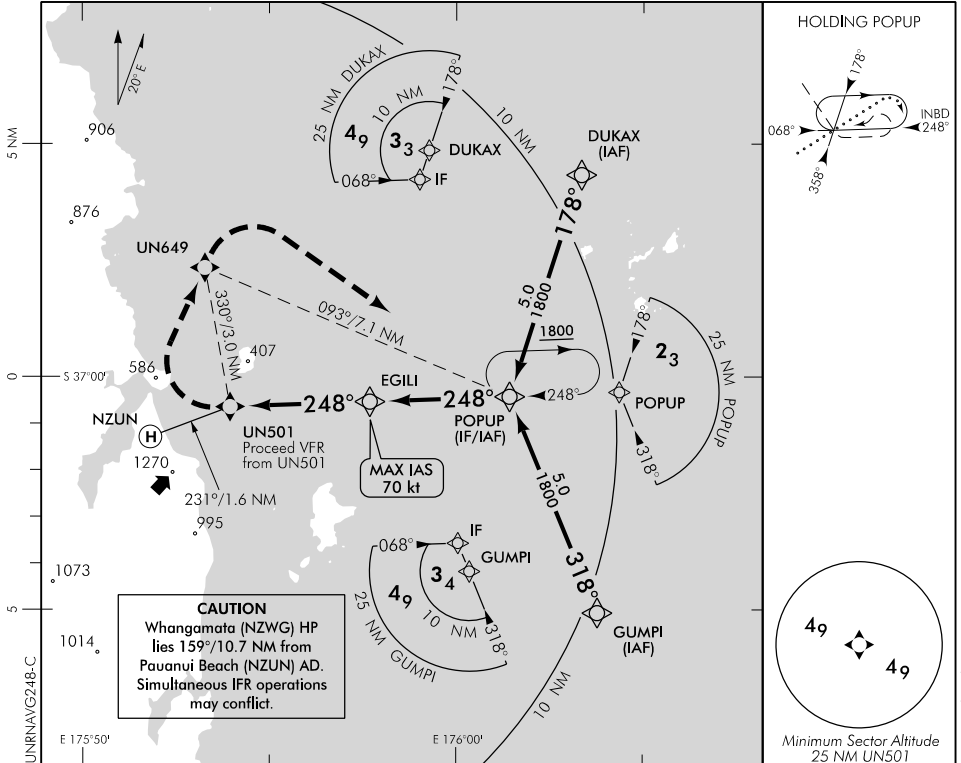 HOLDING POPUP
178°
068°
INBD
248°
358°
20° E
5 NM
906
876
25 NM DUKAX
178°
10 NM
4 9
3 3
DUKAX
068°
IF
10 NM
DUKAX
(IAF)
178°
5.0
1800
UN649
330°/3.0 NM
093°/7.1 NM
407
586
0
S 37°00'
1800
248°
EGILI
248°
248°
POPUP
(IF/IAF)
178°
2 3
25 NM POPUP
POPUP
318°
NZUN
H
UN501
Proceed VFR
from UN501
MAX IAS
70 kt
1270
231°/1.6 NM
995
5.0
1800
318°
IF
068°
GUMPI
3 4
4 9
10 NM
318°
25 NM GUMPI
1073
1014
5
GUMPI
(IAF)
10 NM
CAUTION
Whangamata (NZWG) HP
lies 159°/10.7 NM from
Pauanui Beach (NZUN) AD.
Simultaneous IFR operations
may conflict.
4 9
4 9
Minimum Sector Altitude
25 NM UN501
E 175°50'
E 176°00'
UNRNAVG248-C